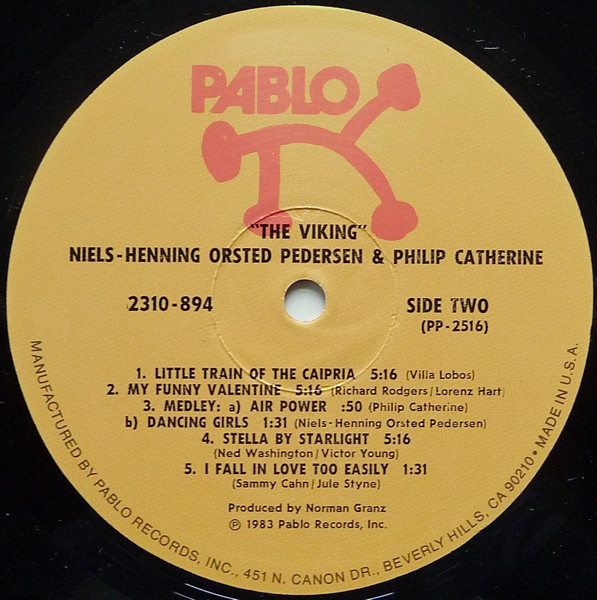 PABLO
"THE VIKING"
NIELS-HENNING ORSTED PEDERSEN & PHILIP CATHERINE
2310-894
SIDE TWO
(PP-2516)
1. LITTLE TRAIN OF THE CAIPRIA 5:16 (Villa Lobos)
2. MY FUNNY VALENTINE 5:16 (Richard Rodgers/Lorenz Hart)
3. MEDLEY: a) AIR POWER :50 (Philip Catherine)
b) DANCING GIRLS 1:31 (Niels-Henning Orsted Pedersen)
4. STELLA BY STARLIGHT 5:16
(Ned Washington/Victor Young)
5. I FALL IN LOVE TOO EASILY 1:31
(Sammy Cahn/Jule Styne)
Produced by Norman Granz
℗ 1983 Pablo Records, Inc.
MANUFACTURED BY PABLO RECORDS, INC., 451 N. CANON DR., BEVERLY HILLS, CA 90210 • MADE IN U.S.A.